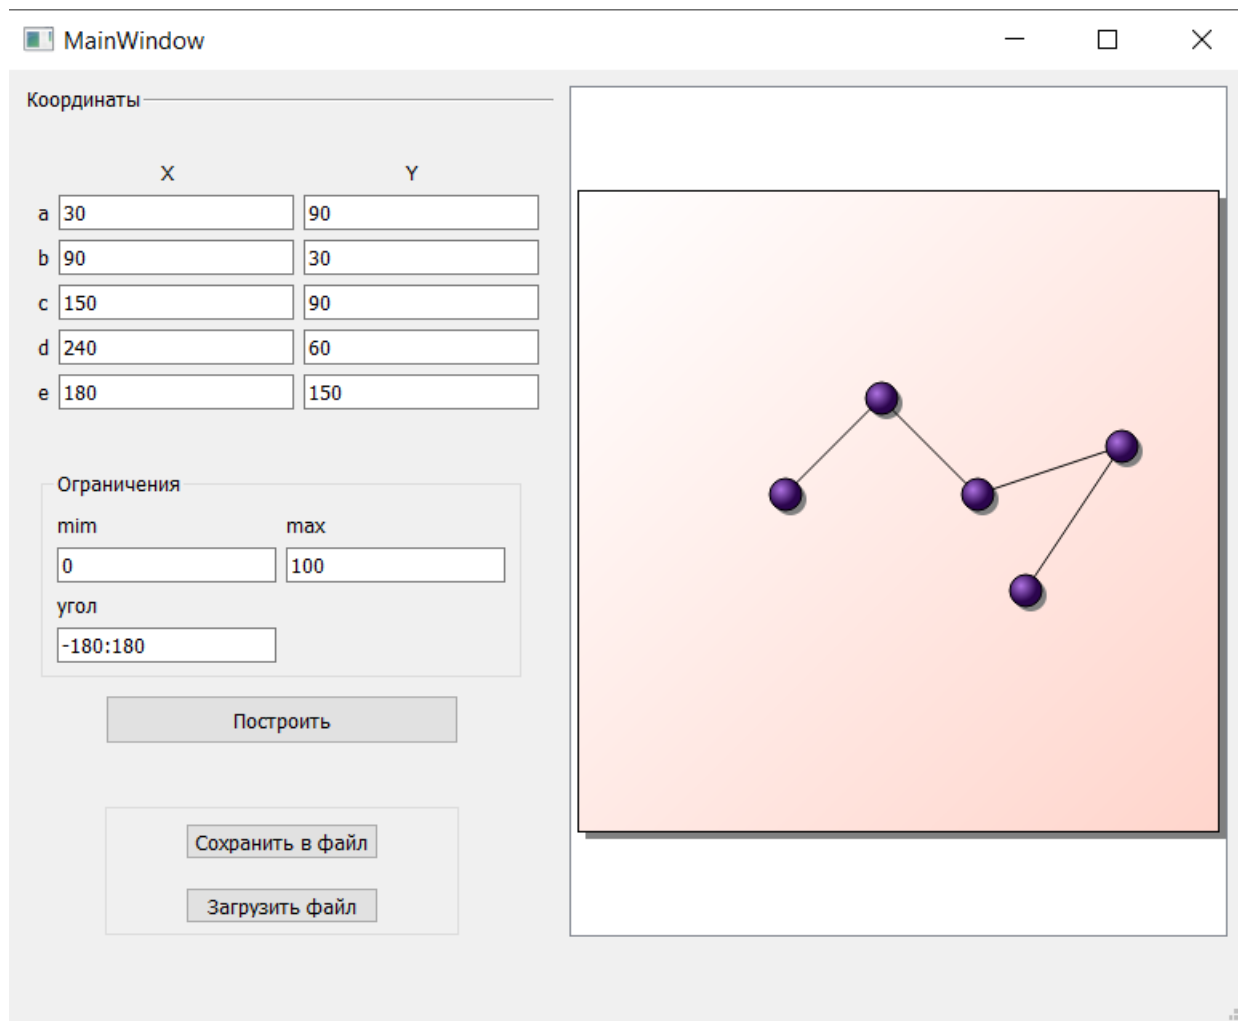 MainWindow
Координаты
X Y
a 30 90
b 90 30
c 150 90
d 240 60
e 180 150
Ограничения
mim max
0 100
угол
-180:180
Построить
Сохранить в файл
Загрузить файл